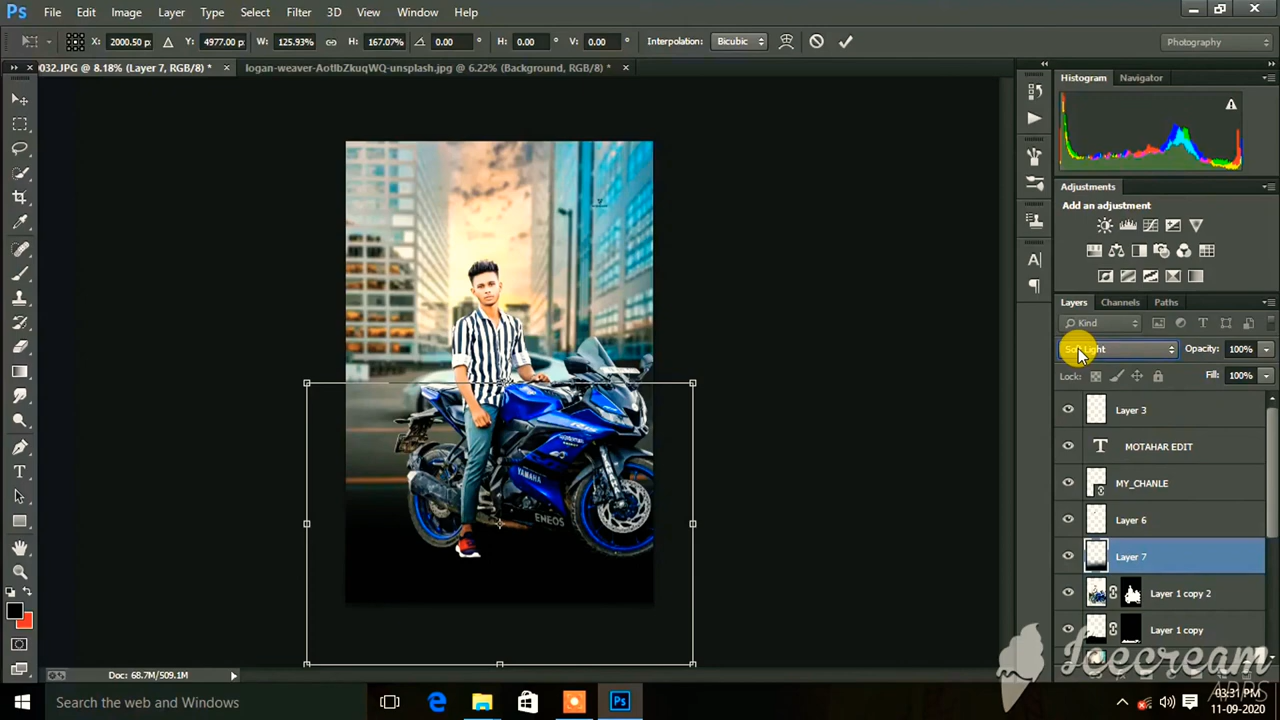 Ps File Edit Image Layer Type Select Filter 3D View Window Help
X: 2000.50 p: Y: 4977.00 p: W: 125.93% H: 167.07% 0.00 ° H: 0.00 ° V: 0.00 ° Interpolation: Bicubic Photography
032.JPG @ 8.18% (Layer 7, RGB/8) * × logan-weaver-AotIbZkuqWQ-unsplash.jpg @ 6.22% (Background, RGB/8) * ×
Histogram Navigator
Adjustments
Add an adjustment
Layers Channels Paths
Kind
Soft Light Opacity: 100%
Lock: Fill: 100%
Layer 3
T MOTAHAR EDIT
MY_CHANLE
Layer 6
Layer 7
Layer 1 copy 2
Layer 1 copy
R15
YAMAHA
ENEOS
Doc: 68.7M/509.1M
Icecream
APPS
Search the web and Windows
03:31 PM
11-09-2020